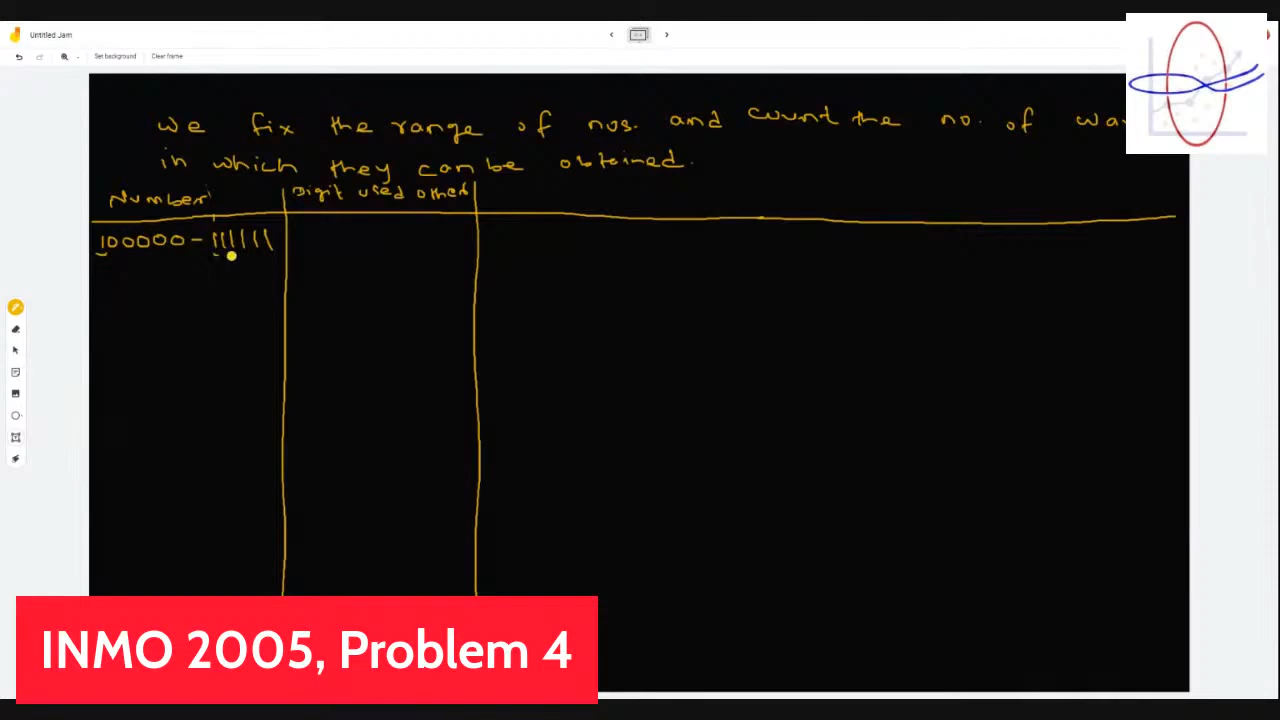 Untitled Jam
Set background
Clear frame
We fix the range of nos. and count the no. of
in which they can be obtained.
Number
Digit used other
100000 - 111111
INMO 2005, Problem 4